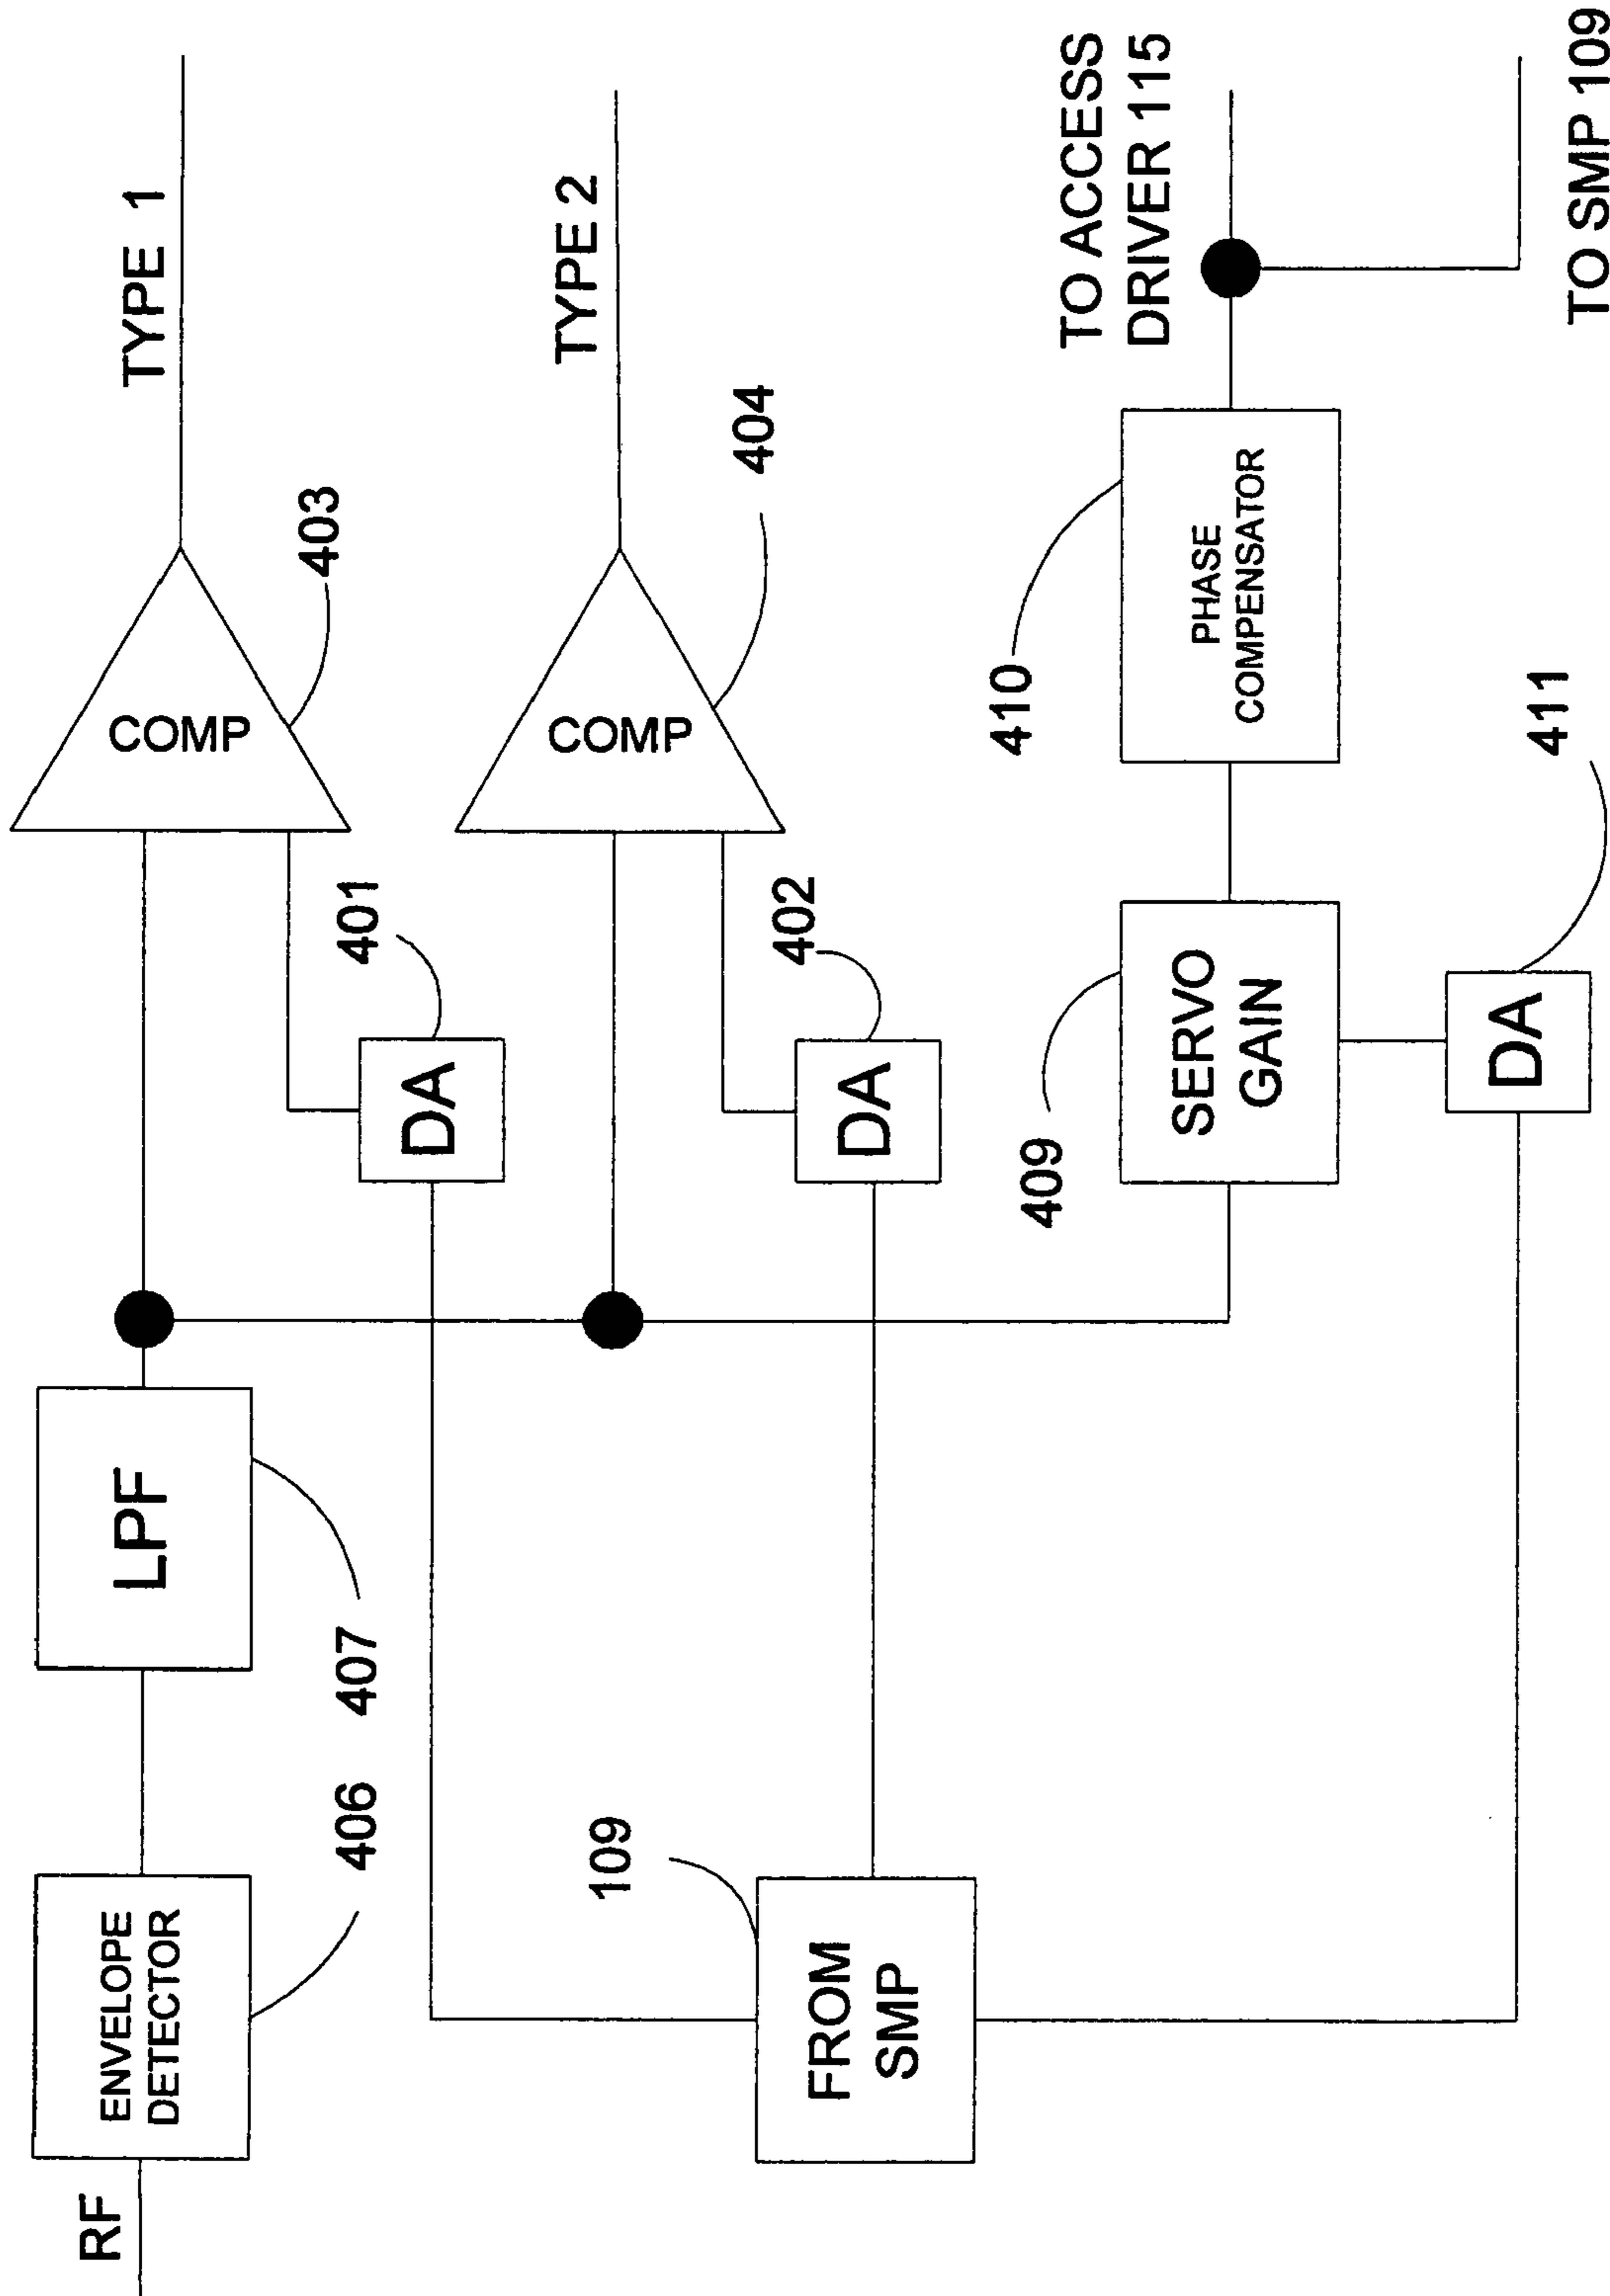 RF
ENVELOPE
DETECTOR
406
LPF
407
COMP
403
TYPE 1
DA
401
COMP
404
TYPE 2
DA
402
FROM
SMP
109
SERVO
GAIN
409
PHASE
COMPENSATOR
410
TO ACCESS
DRIVER 115
DA
411
TO SMP 109